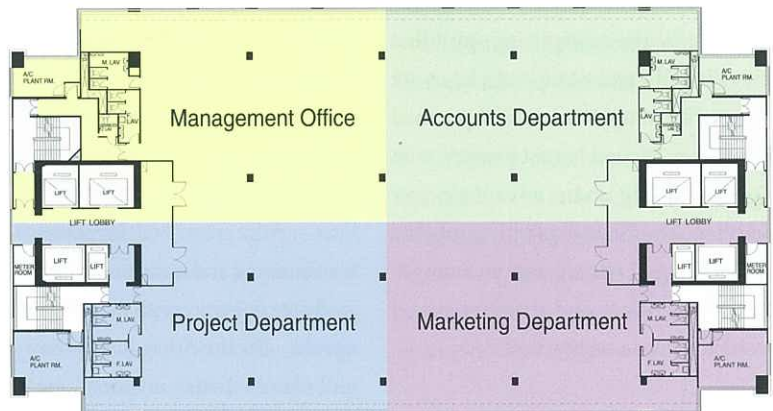 A/C
PLANT RM.
M. LAV.
F.
LAV.
Management Office
Accounts Department
M. LAV.
F.
LAV.
A/C
PLANT RM.
LIFT
LIFT
LIFT
LIFT
LIFT LOBBY
LIFT LOBBY
METER
ROOM
LIFT
LIFT
LIFT
LIFT
METER
ROOM
M. LAV.
Project Department
Marketing Department
M. LAV.
A/C
PLANT RM.
F.LAV.
F.LAV.
A/C
PLANT RM.